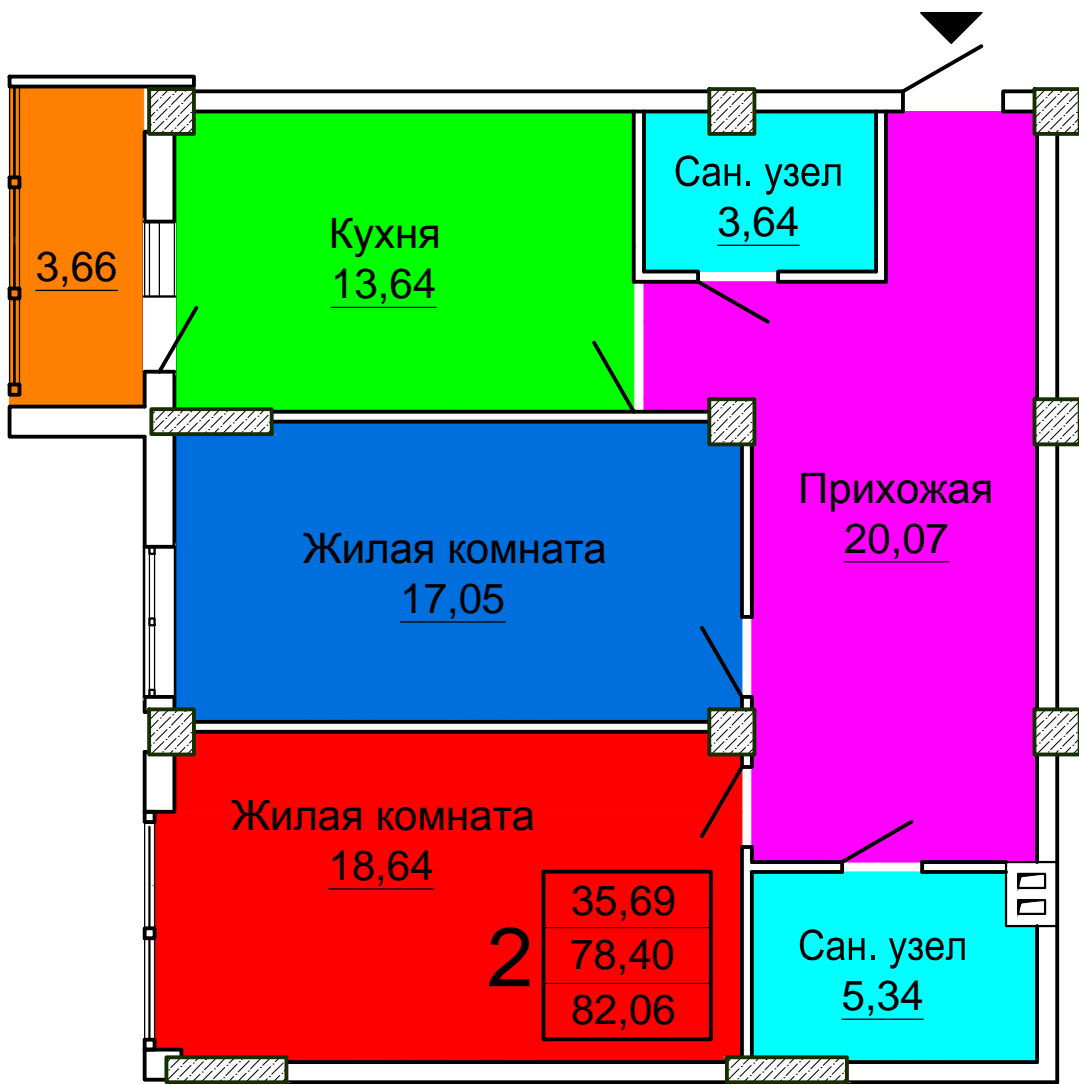 Сан. узел
3,64
Кухня
13,64
3,66
Прихожая
20,07
Жилая комната
17,05
Жилая комната
18,64
2
35,69
78,40
82,06
Сан. узел
5,34